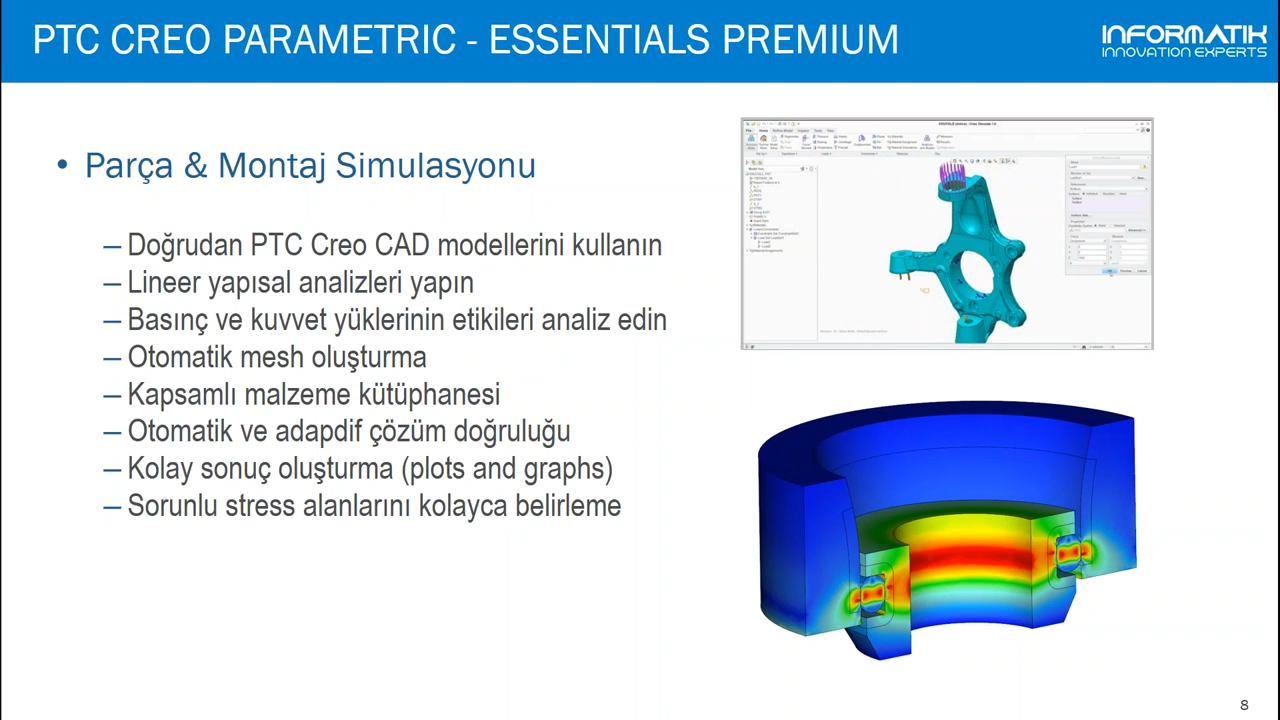 PTC CREO PARAMETRIC - ESSENTIALS PREMIUM
INFORMATIK
INNOVATION EXPERTS
• Parça & Montaj Simulasyonu
– Doğrudan PTC Creo CAD modellerini kullanın
– Lineer yapısal analizleri yapın
– Basınç ve kuvvet yüklerinin etikileri analiz edin
– Otomatik mesh oluşturma
– Kapsamlı malzeme kütüphanesi
– Otomatik ve adapdif çözüm doğruluğu
– Kolay sonuç oluşturma (plots and graphs)
– Sorunlu stress alanlarını kolayca belirleme
8